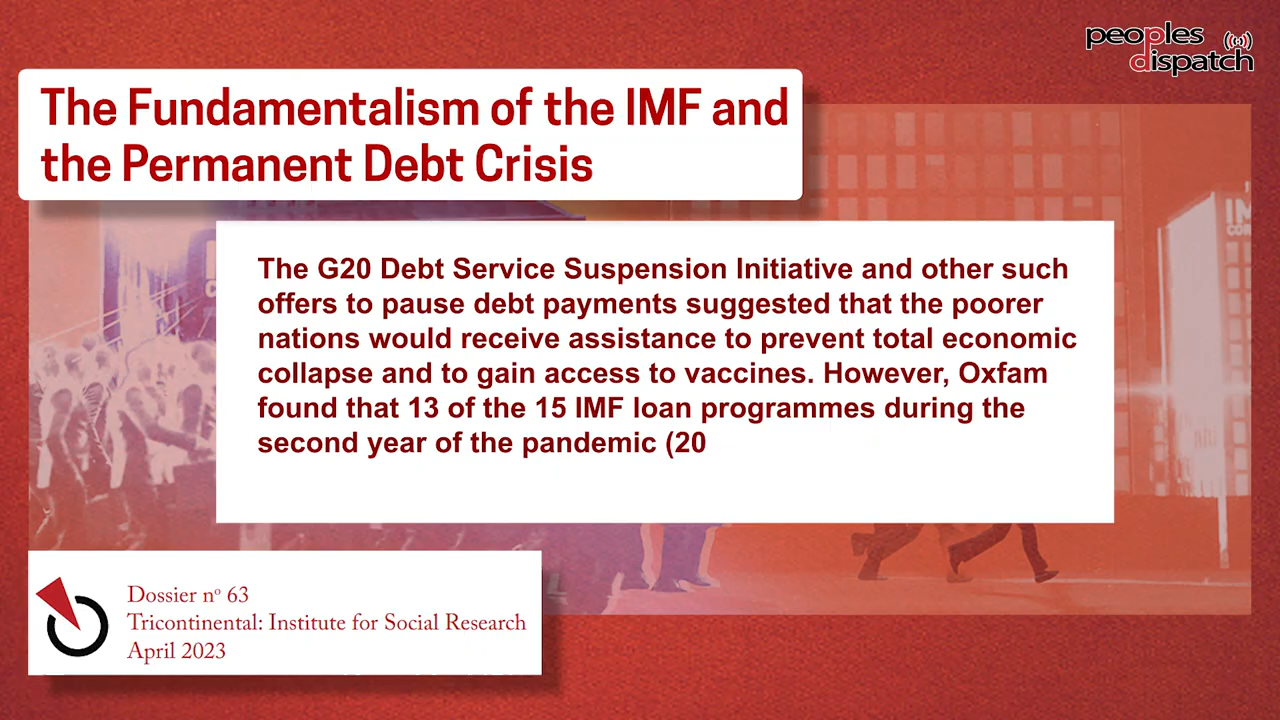 peoples
dispatch
The Fundamentalism of the IMF and
the Permanent Debt Crisis
IM
CO
The G20 Debt Service Suspension Initiative and other such
offers to pause debt payments suggested that the poorer
nations would receive assistance to prevent total economic
collapse and to gain access to vaccines. However, Oxfam
found that 13 of the 15 IMF loan programmes during the
second year of the pandemic (20
Dossier nº 63
Tricontinental: Institute for Social Research
April 2023